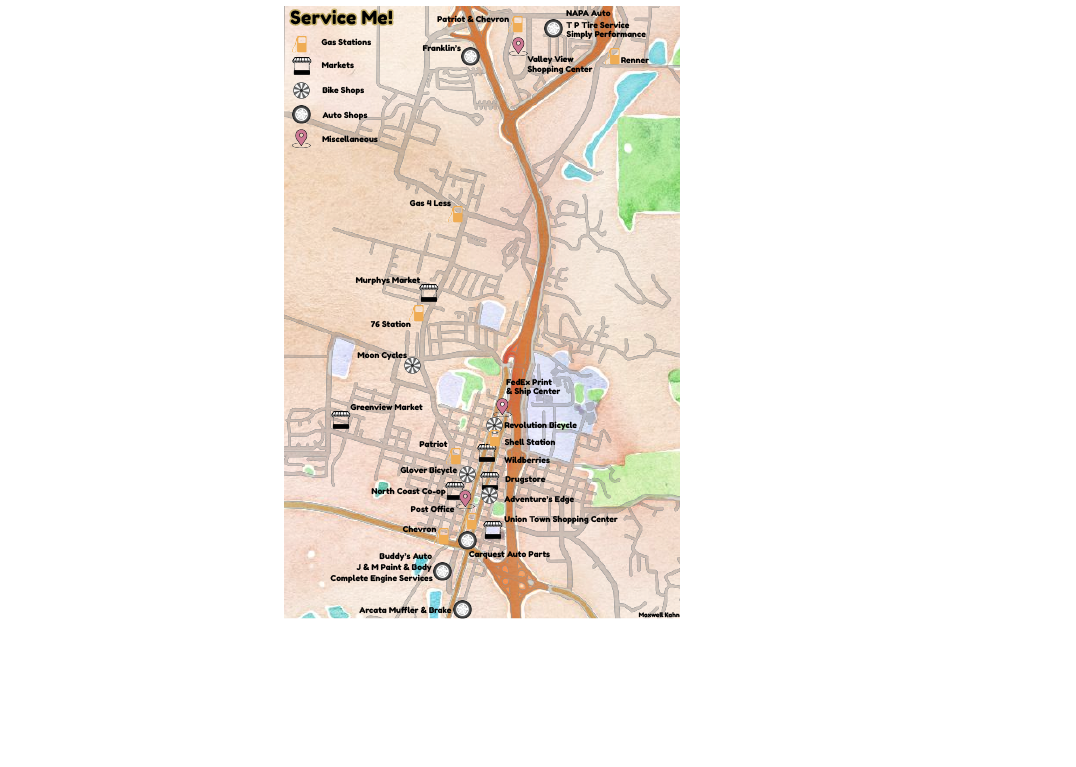 Service Me!
Gas Stations
Markets
Bike Shops
Auto Shops
Miscellaneous
Patriot & Chevron
NAPA Auto
T P Tire Service
Simply Performance
Franklin's
Valley View
Shopping Center
Renner
Gas 4 Less
Murphys Market
76 Station
Moon Cycles
FedEx Print
& Ship Center
Greenview Market
Revolution Bicycle
Patriot
Shell Station
Wildberries
Glover Bicycle
Drugstore
North Coast Co-op
Adventure's Edge
Post Office
Union Town Shopping Center
Chevron
Carquest Auto Parts
Buddy's Auto
J & M Paint & Body
Complete Engine Services
Arcata Muffler & Brake
Maxwell Kahn